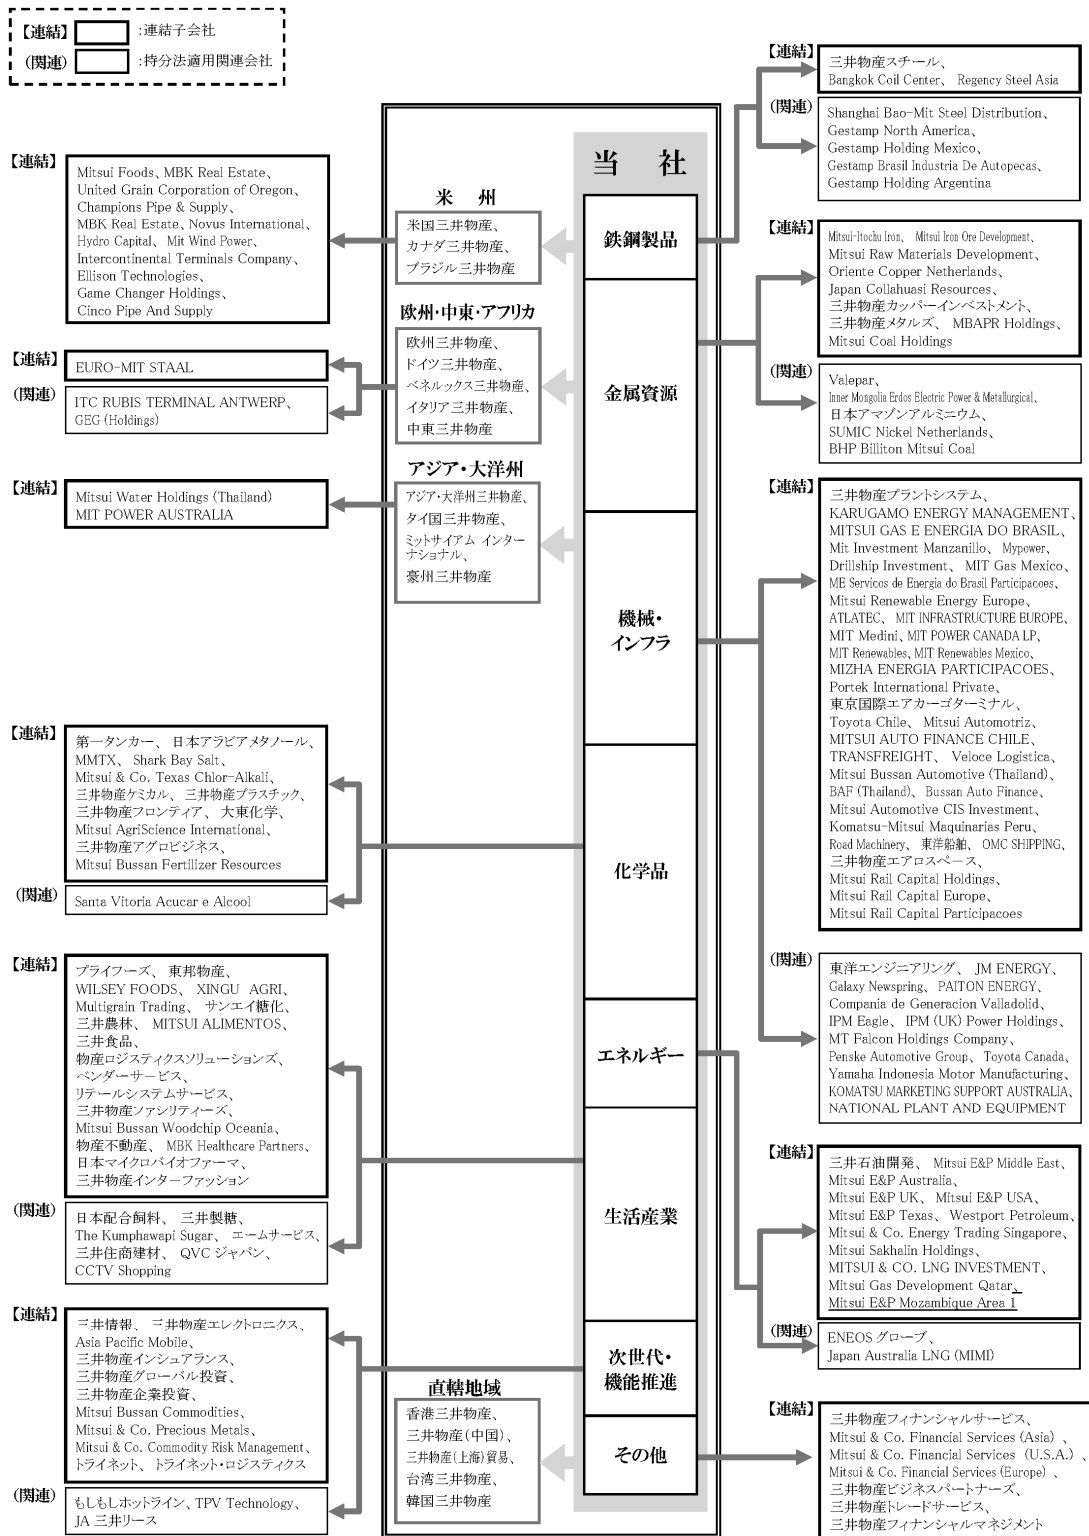 【連結】 :連結子会社
(関連) :持分法適用関連会社
【連結】
Mitsui Foods、MBK Real Estate、
United Grain Corporation of Oregon、
Champions Pipe & Supply、
MBK Real Estate、Novus International、
Hydro Capital、 Mit Wind Power、
Intercontinental Terminals Company、
Ellison Technologies、
Game Changer Holdings、
Cinco Pipe And Supply
【連結】
EURO-MIT STAAL
(関連)
ITC RUBIS TERMINAL ANTWERP、
GEG (Holdings)
【連結】
Mitsui Water Holdings (Thailand)
MIT POWER AUSTRALIA
【連結】
第一タンカー、 日本アラビアメタノール、
MMTX、 Shark Bay Salt、
Mitsui & Co. Texas Chlor-Alkali、
三井物産ケミカル、 三井物産プラスチック、
三井物産フロンティア、 大東化学、
Mitsui AgriScience International、
三井物産アグロビジネス、
Mitsui Bussan Fertilizer Resources
(関連)
Santa Vitoria Acucar e Alcool
【連結】
プライフーズ、 東邦物産、
WILSEY FOODS、 XINGU AGRI、
Multigrain Trading、 サンエイ糖化、
三井農林、 MITSUI ALIMENTOS、
三井食品、
物産ロジスティクスソリューションズ、
ベンダーサービス、
リテールシステムサービス、
三井物産ファシリティーズ、
Mitsui Bussan Woodchip Oceania、
物産不動産、 MBK Healthcare Partners、
日本マイクロバイオファーマ、
三井物産インターファッション
(関連)
日本配合飼料、 三井製糖、
The Kumphawapi Sugar、 エームサービス、
三井住商建材、 QVC ジャパン、
CCTV Shopping
【連結】
三井情報、 三井物産エレクトロニクス、
Asia Pacific Mobile、
三井物産インシュアランス、
三井物産グローバル投資、
三井物産企業投資、
Mitsui Bussan Commodities、
Mitsui & Co. Precious Metals、
Mitsui & Co. Commodity Risk Management、
トライネット、 トライネット・ロジスティクス
(関連)
もしもしホットライン、TPV Technology、
JA 三井リース
米 州
米国三井物産、
カナダ三井物産、
ブラジル三井物産
欧州・中東・アフリカ
欧州三井物産、
ドイツ三井物産、
ベネルックス三井物産、
イタリア三井物産、
中東三井物産
アジア・大洋州
アジア・大洋州三井物産、
タイ国三井物産、
ミットサイアム インター
ナショナル、
豪州三井物産
直轄地域
香港三井物産、
三井物産(中国)、
三井物産(上海)貿易、
台湾三井物産、
韓国三井物産
当 社
鉄鋼製品
金属資源
機械・
インフラ
化学品
エネルギー
生活産業
次世代・
機能推進
その他
【連結】
三井物産スチール、
Bangkok Coil Center、 Regency Steel Asia
(関連)
Shanghai Bao-Mit Steel Distribution、
Gestamp North America、
Gestamp Holding Mexico、
Gestamp Brasil Industria De Autopecas、
Gestamp Holding Argentina
【連結】
Mitsui-Itochu Iron、 Mitsui Iron Ore Development、
Mitsui Raw Materials Development、
Oriente Copper Netherlands、
Japan Collahuasi Resources、
三井物産カッパーインベストメント、
三井物産メタルズ、 MBAPR Holdings、
Mitsui Coal Holdings
(関連)
Valepar、
Inner Mongolia Erdos Electric Power & Metallurgical、
日本アマゾンアルミニウム、
SUMIC Nickel Netherlands、
BHP Billiton Mitsui Coal
【連結】
三井物産プラントシステム、
KARUGAMO ENERGY MANAGEMENT、
MITSUI GAS E ENERGIA DO BRASIL、
Mit Investment Manzanillo、 Mypower、
Drillship Investment、 MIT Gas Mexico、
ME Servicos de Energia do Brasil Participacoes、
Mitsui Renewable Energy Europe、
ATLATEC、 MIT INFRASTRUCTURE EUROPE、
MIT Medini、MIT POWER CANADA LP、
MIT Renewables、MIT Renewables Mexico、
MIZHA ENERGIA PARTICIPACOES、
Portek International Private、
東京国際エアカーゴターミナル、
Toyota Chile、 Mitsui Automotriz、
MITSUI AUTO FINANCE CHILE、
TRANSFREIGHT、 Veloce Logistica、
Mitsui Bussan Automotive (Thailand)、
BAF (Thailand)、 Bussan Auto Finance、
Mitsui Automotive CIS Investment、
Komatsu-Mitsui Maquinarias Peru、
Road Machinery、 東洋船舶、 OMC SHIPPING、
三井物産エアロスペース、
Mitsui Rail Capital Holdings、
Mitsui Rail Capital Europe、
Mitsui Rail Capital Participacoes
(関連)
東洋エンジニアリング、 JM ENERGY、
Galaxy Newspring、 PAITON ENERGY、
Compania de Generacion Valladolid、
IPM Eagle、 IPM (UK) Power Holdings、
MT Falcon Holdings Company、
Penske Automotive Group、 Toyota Canada、
Yamaha Indonesia Motor Manufacturing、
KOMATSU MARKETING SUPPORT AUSTRALIA、
NATIONAL PLANT AND EQUIPMENT
【連結】
三井石油開発、 Mitsui E&P Middle East、
Mitsui E&P Australia、
Mitsui E&P UK、 Mitsui E&P USA、
Mitsui E&P Texas、 Westport Petroleum、
Mitsui & Co. Energy Trading Singapore、
Mitsui Sakhalin Holdings、
MITSUI & CO. LNG INVESTMENT、
Mitsui Gas Development Qatar、
Mitsui E&P Mozambique Area 1
(関連)
ENEOS グローブ、
Japan Australia LNG (MIMI)
【連結】
三井物産フィナンシャルサービス、
Mitsui & Co. Financial Services (Asia) 、
Mitsui & Co. Financial Services (U.S.A.) 、
Mitsui & Co. Financial Services (Europe) 、
三井物産ビジネスパートナーズ、
三井物産トレードサービス、
三井物産フィナンシャルマネジメント